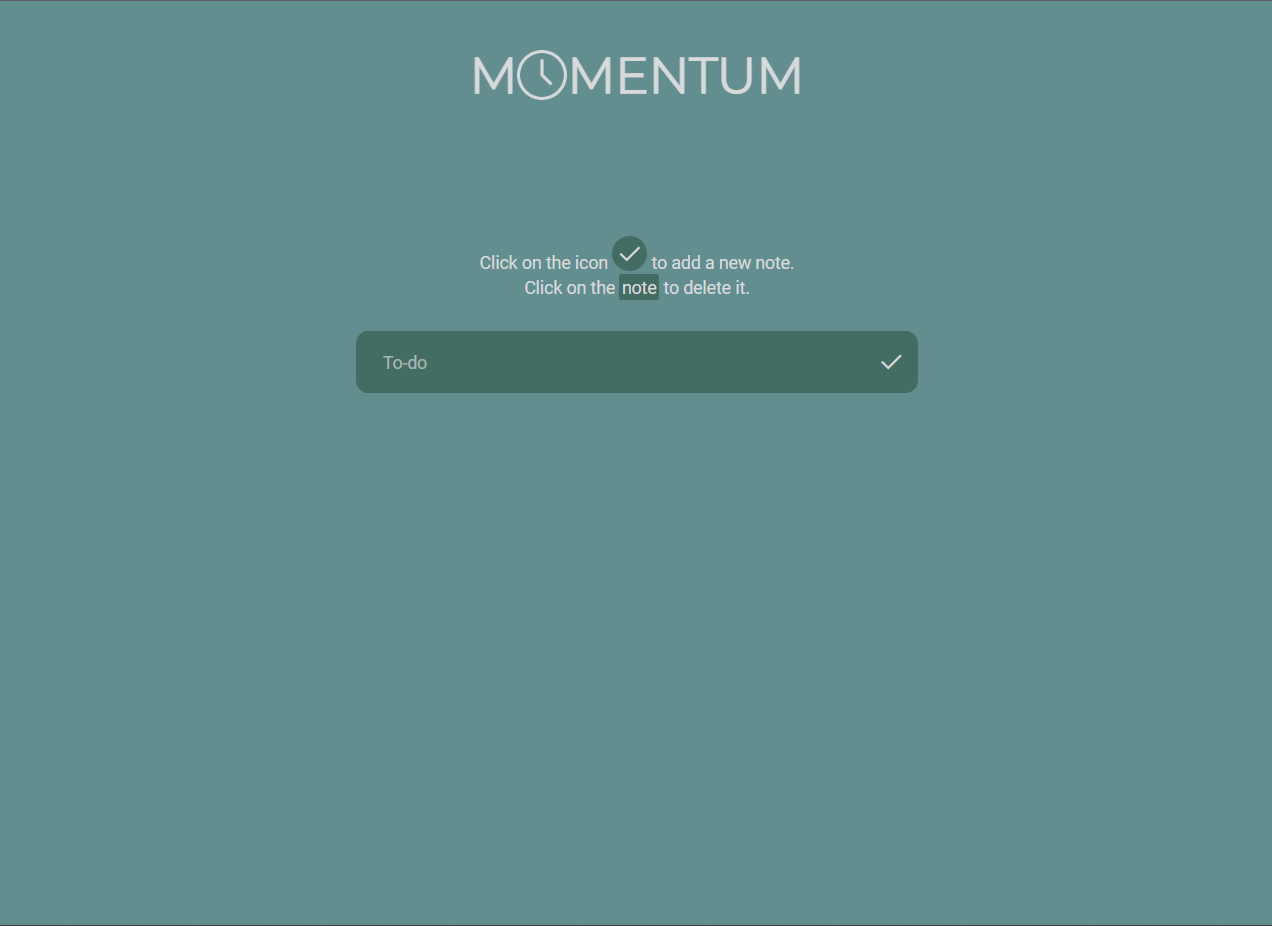 MOMENTUM
Click on the icon to add a new note.
Click on the note to delete it.
To-do